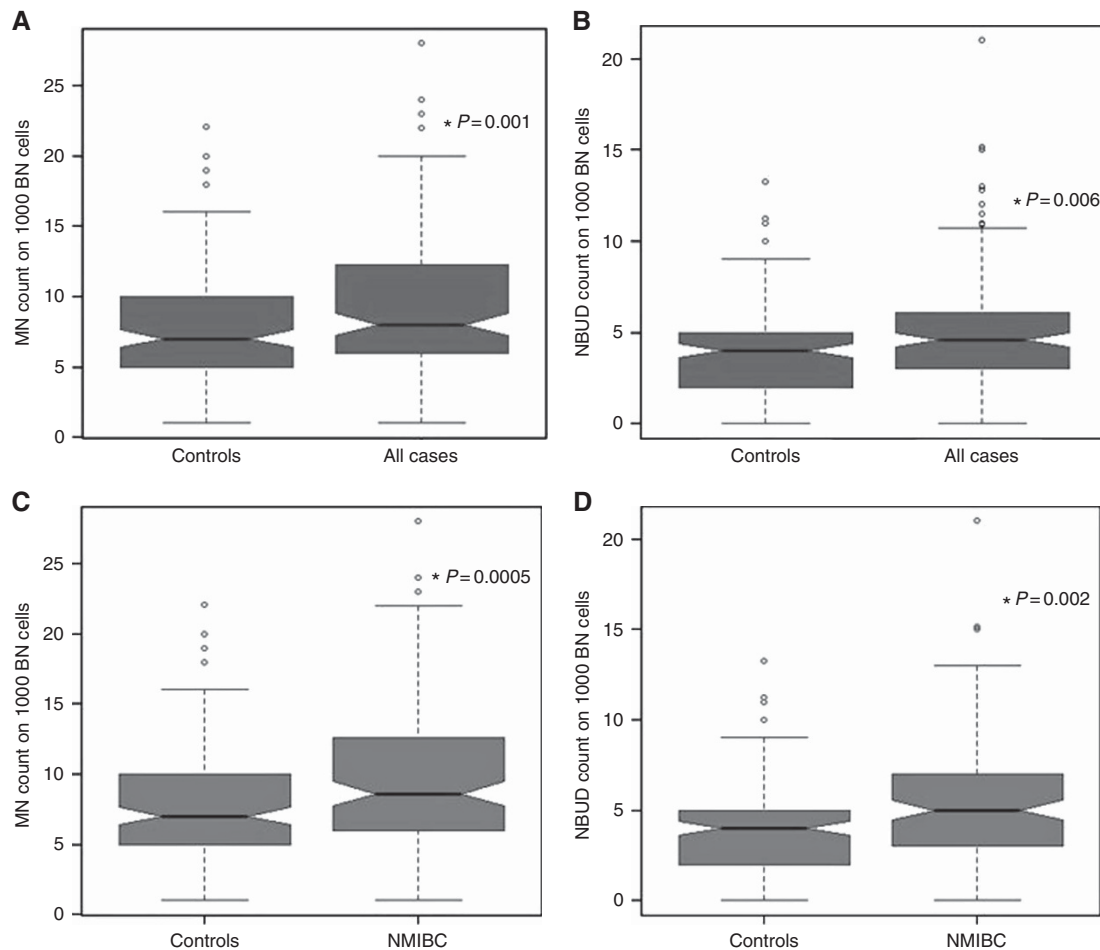 A
MN count on 1000 BN cells
25
20
15
10
5
0
* P=0.001
Controls
All cases
B
NBUD count on 1000 BN cells
20
15
10
5
0
* P=0.006
Controls
All cases
C
MN count on 1000 BN cells
25
20
15
10
5
0
* P=0.0005
Controls
NMIBC
D
NBUD count on 1000 BN cells
20
15
10
5
0
* P=0.002
Controls
NMIBC